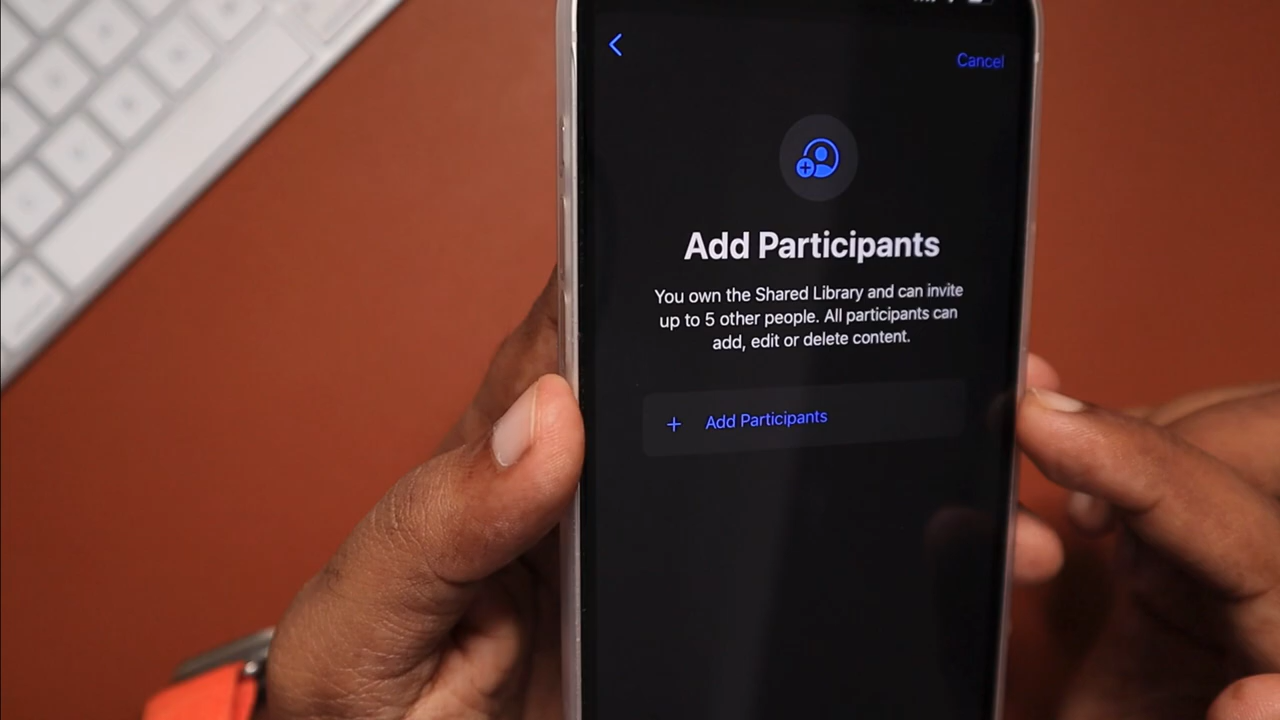 Cancel
Add Participants
You own the Shared Library and can invite
up to 5 other people. All participants can
add, edit or delete content.
+ Add Participants